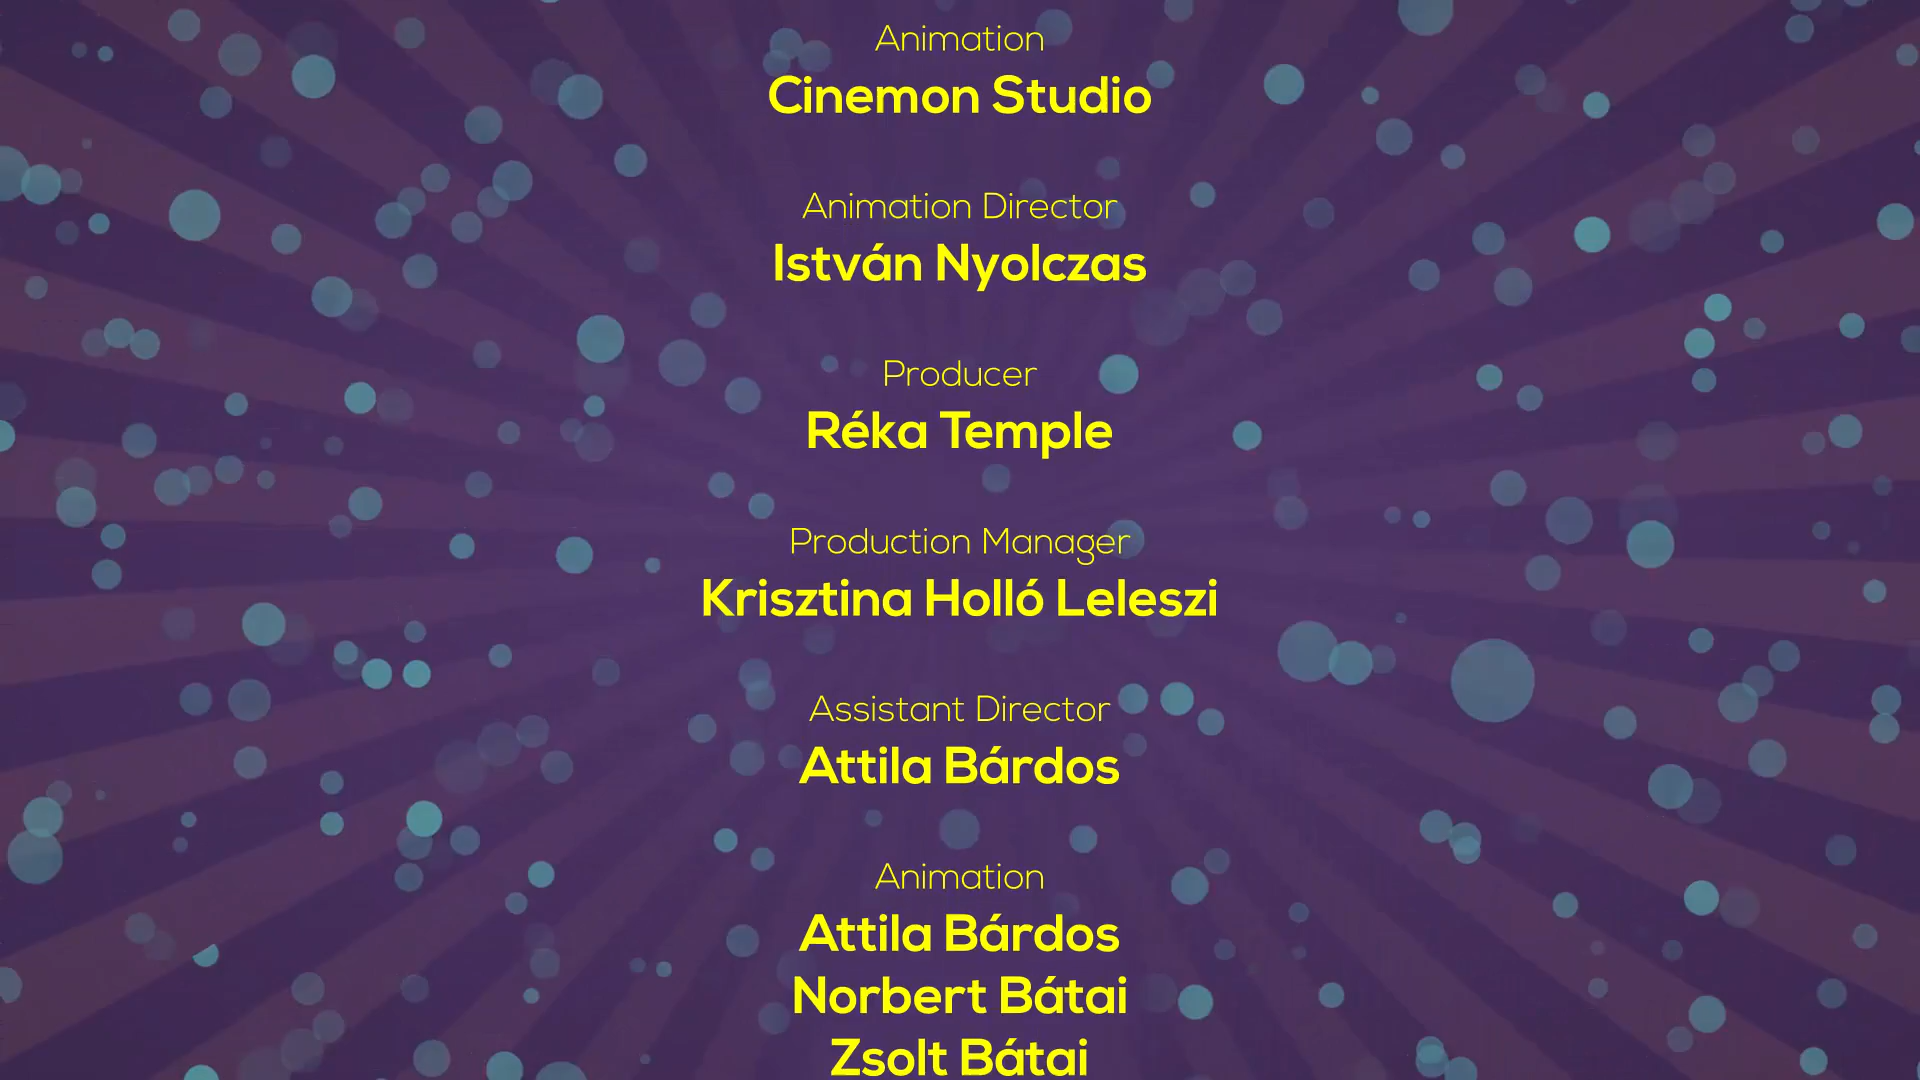 Animation
Cinemon Studio
Animation Director
István Nyolczas
Producer
Réka Temple
Production Manager
Krisztina Holló Leleszi
Assistant Director
Attila Bárdos
Animation
Attila Bárdos
Norbert Bátai
Zsolt Bátai